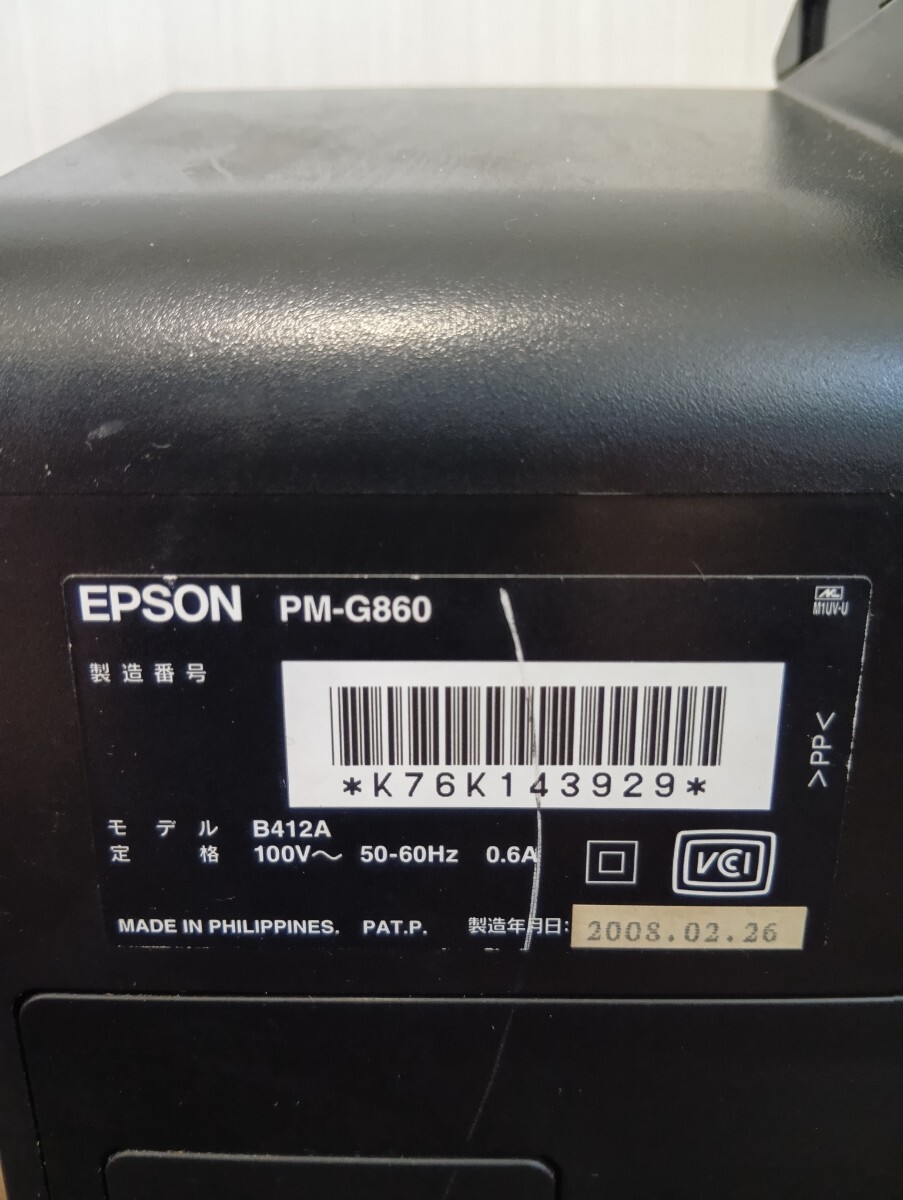 EPSON PM-G860
M1UV-U
製造番号
*K76K143929*
>PP<
モデル B412A
定格 100V～ 50-60Hz 0.6A
VCI
MADE IN PHILIPPINES. PAT.P. 製造年月日: 2008.02.26